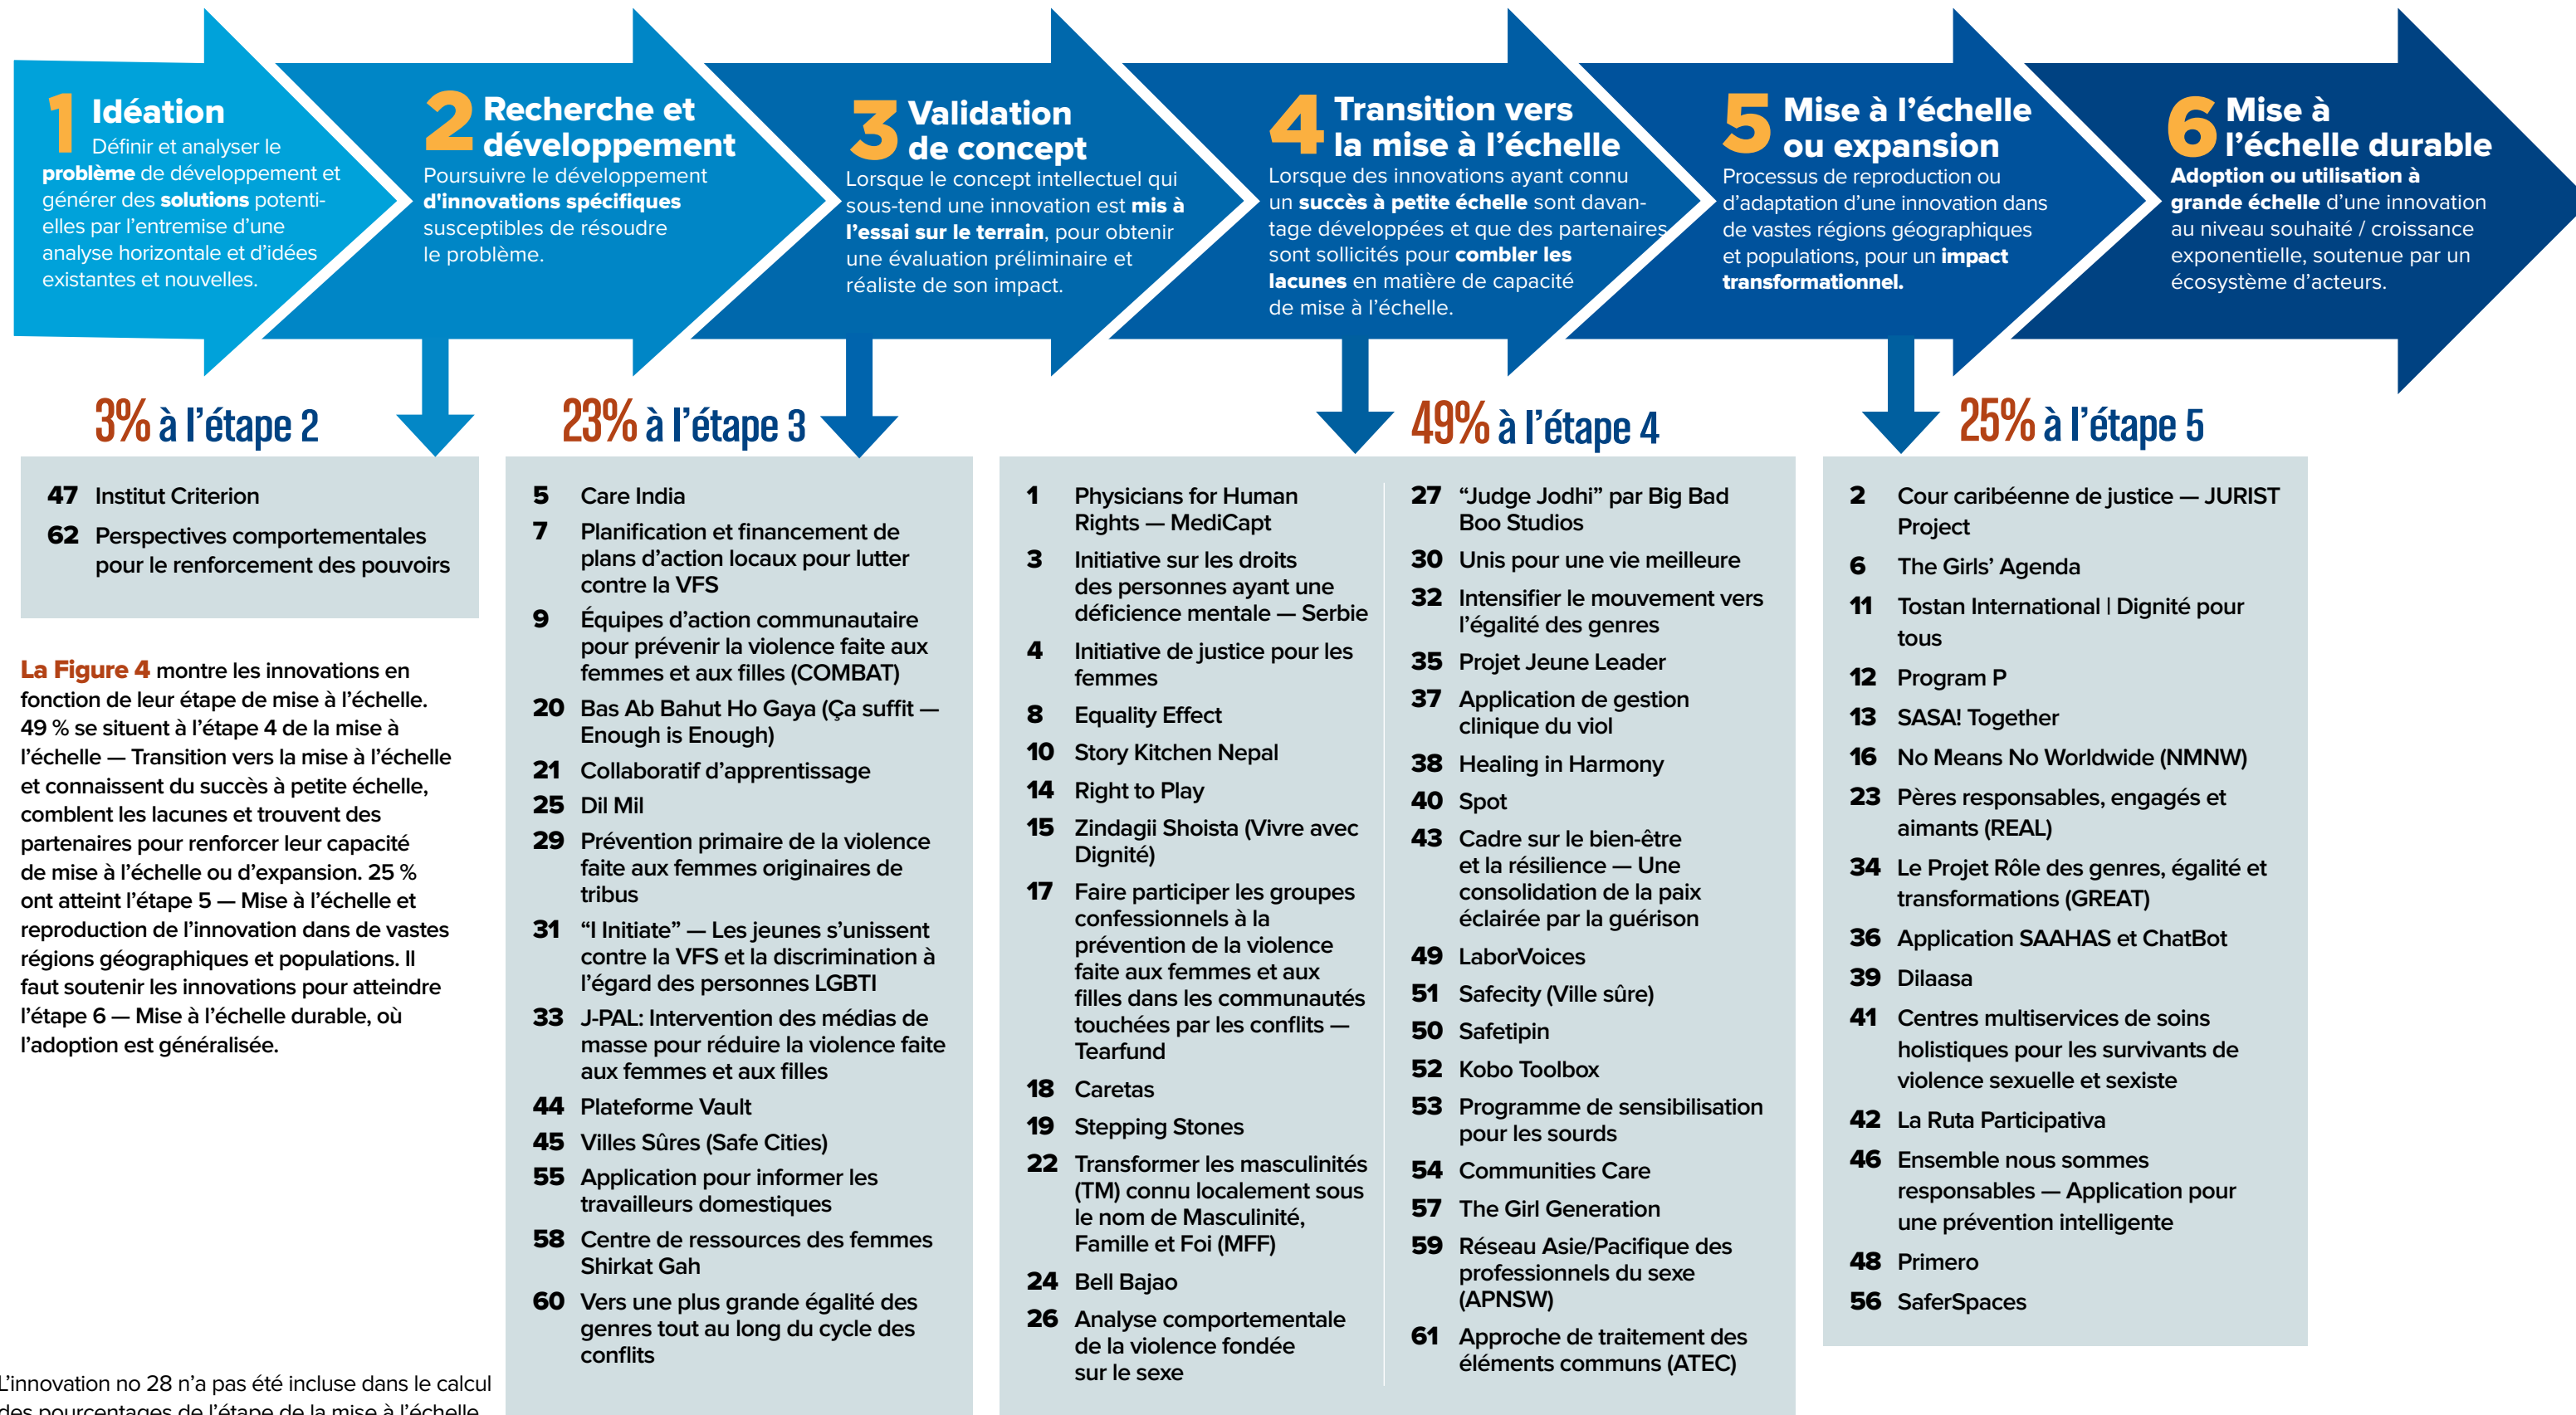 1 Idéation
Définir et analyser le
problème de développement et
générer des solutions potenti-
elles par l'entremise d'une
analyse horizontale et d'idées
existantes et nouvelles.
2 Recherche et
développement
Poursuivre le développement
d'innovations spécifiques
susceptibles de résoudre
le problème.
3 Validation
de concept
Lorsque le concept intellectuel qui
sous-tend une innovation est mis à
l'essai sur le terrain, pour obtenir
une évaluation préliminaire et
réaliste de son impact.
4 Transition vers
la mise à l'échelle
Lorsque des innovations ayant connu
un succès à petite échelle sont davan-
tage développées et que des partenaires
sont sollicités pour combler les
lacunes en matière de capacité
de mise à l'échelle.
5 Mise à l'échelle
ou expansion
Processus de reproduction ou
d'adaptation d'une innovation dans
de vastes régions géographiques
et populations, pour un impact
transformationnel.
6 Mise à
l'échelle durable
Adoption ou utilisation à
grande échelle d'une innovation
au niveau souhaité / croissance
exponentielle, soutenue par un
écosystème d'acteurs.
3% à l'étape 2
47 Institut Criterion
62 Perspectives comportementales
pour le renforcement des pouvoirs
La Figure 4 montre les innovations en
fonction de leur étape de mise à l'échelle.
49 % se situent à l'étape 4 de la mise à
l'échelle — Transition vers la mise à l'échelle
et connaissent du succès à petite échelle,
comblent les lacunes et trouvent des
partenaires pour renforcer leur capacité
de mise à l'échelle ou d'expansion. 25 %
ont atteint l'étape 5 — Mise à l'échelle et
reproduction de l'innovation dans de vastes
régions géographiques et populations. Il
faut soutenir les innovations pour atteindre
l'étape 6 — Mise à l'échelle durable, où
l'adoption est généralisée.
L'innovation no 28 n'a pas été incluse dans le calcul
des pourcentages de l'étape de la mise à l'échelle
23% à l'étape 3
5 Care India
7 Planification et financement de
plans d'action locaux pour lutter
contre la VFS
9 Équipes d'action communautaire
pour prévenir la violence faite aux
femmes et aux filles (COMBAT)
20 Bas Ab Bahut Ho Gaya (Ça suffit —
Enough is Enough)
21 Collaboratif d'apprentissage
25 Dil Mil
29 Prévention primaire de la violence
faite aux femmes originaires de
tribus
31 “I Initiate” — Les jeunes s'unissent
contre la VFS et la discrimination à
l'égard des personnes LGBTI
33 J-PAL: Intervention des médias de
masse pour réduire la violence faite
aux femmes et aux filles
44 Plateforme Vault
45 Villes Sûres (Safe Cities)
55 Application pour informer les
travailleurs domestiques
58 Centre de ressources des femmes
Shirkat Gah
60 Vers une plus grande égalité des
genres tout au long du cycle des
conflits
49% à l'étape 4
1 Physicians for Human
Rights — MediCapt
3 Initiative sur les droits
des personnes ayant une
déficience mentale — Serbie
4 Initiative de justice pour les
femmes
8 Equality Effect
10 Story Kitchen Nepal
14 Right to Play
15 Zindagii Shoista (Vivre avec
Dignité)
17 Faire participer les groupes
confessionnels à la
prévention de la violence
faite aux femmes et aux
filles dans les communautés
touchées par les conflits —
Tearfund
18 Caretas
19 Stepping Stones
22 Transformer les masculinités
(TM) connu localement sous
le nom de Masculinité,
Famille et Foi (MFF)
24 Bell Bajao
26 Analyse comportementale
de la violence fondée
sur le sexe
27 “Judge Jodhi” par Big Bad
Boo Studios
30 Unis pour une vie meilleure
32 Intensifier le mouvement vers
l'égalité des genres
35 Projet Jeune Leader
37 Application de gestion
clinique du viol
38 Healing in Harmony
40 Spot
43 Cadre sur le bien-être
et la résilience — Une
consolidation de la paix
éclairée par la guérison
49 LaborVoices
51 Safecity (Ville sûre)
50 Safetipin
52 Kobo Toolbox
53 Programme de sensibilisation
pour les sourds
54 Communities Care
57 The Girl Generation
59 Réseau Asie/Pacifique des
professionnels du sexe
(APNSW)
61 Approche de traitement des
éléments communs (ATEC)
25% à l'étape 5
2 Cour caribéenne de justice — JURIST
Project
6 The Girls' Agenda
11 Tostan International | Dignité pour
tous
12 Program P
13 SASA! Together
16 No Means No Worldwide (NMNW)
23 Pères responsables, engagés et
aimants (REAL)
34 Le Projet Rôle des genres, égalité et
transformations (GREAT)
36 Application SAAHAS et ChatBot
39 Dilaasa
41 Centres multiservices de soins
holistiques pour les survivants de
violence sexuelle et sexiste
42 La Ruta Participativa
46 Ensemble nous sommes
responsables — Application pour
une prévention intelligente
48 Primero
56 SaferSpaces